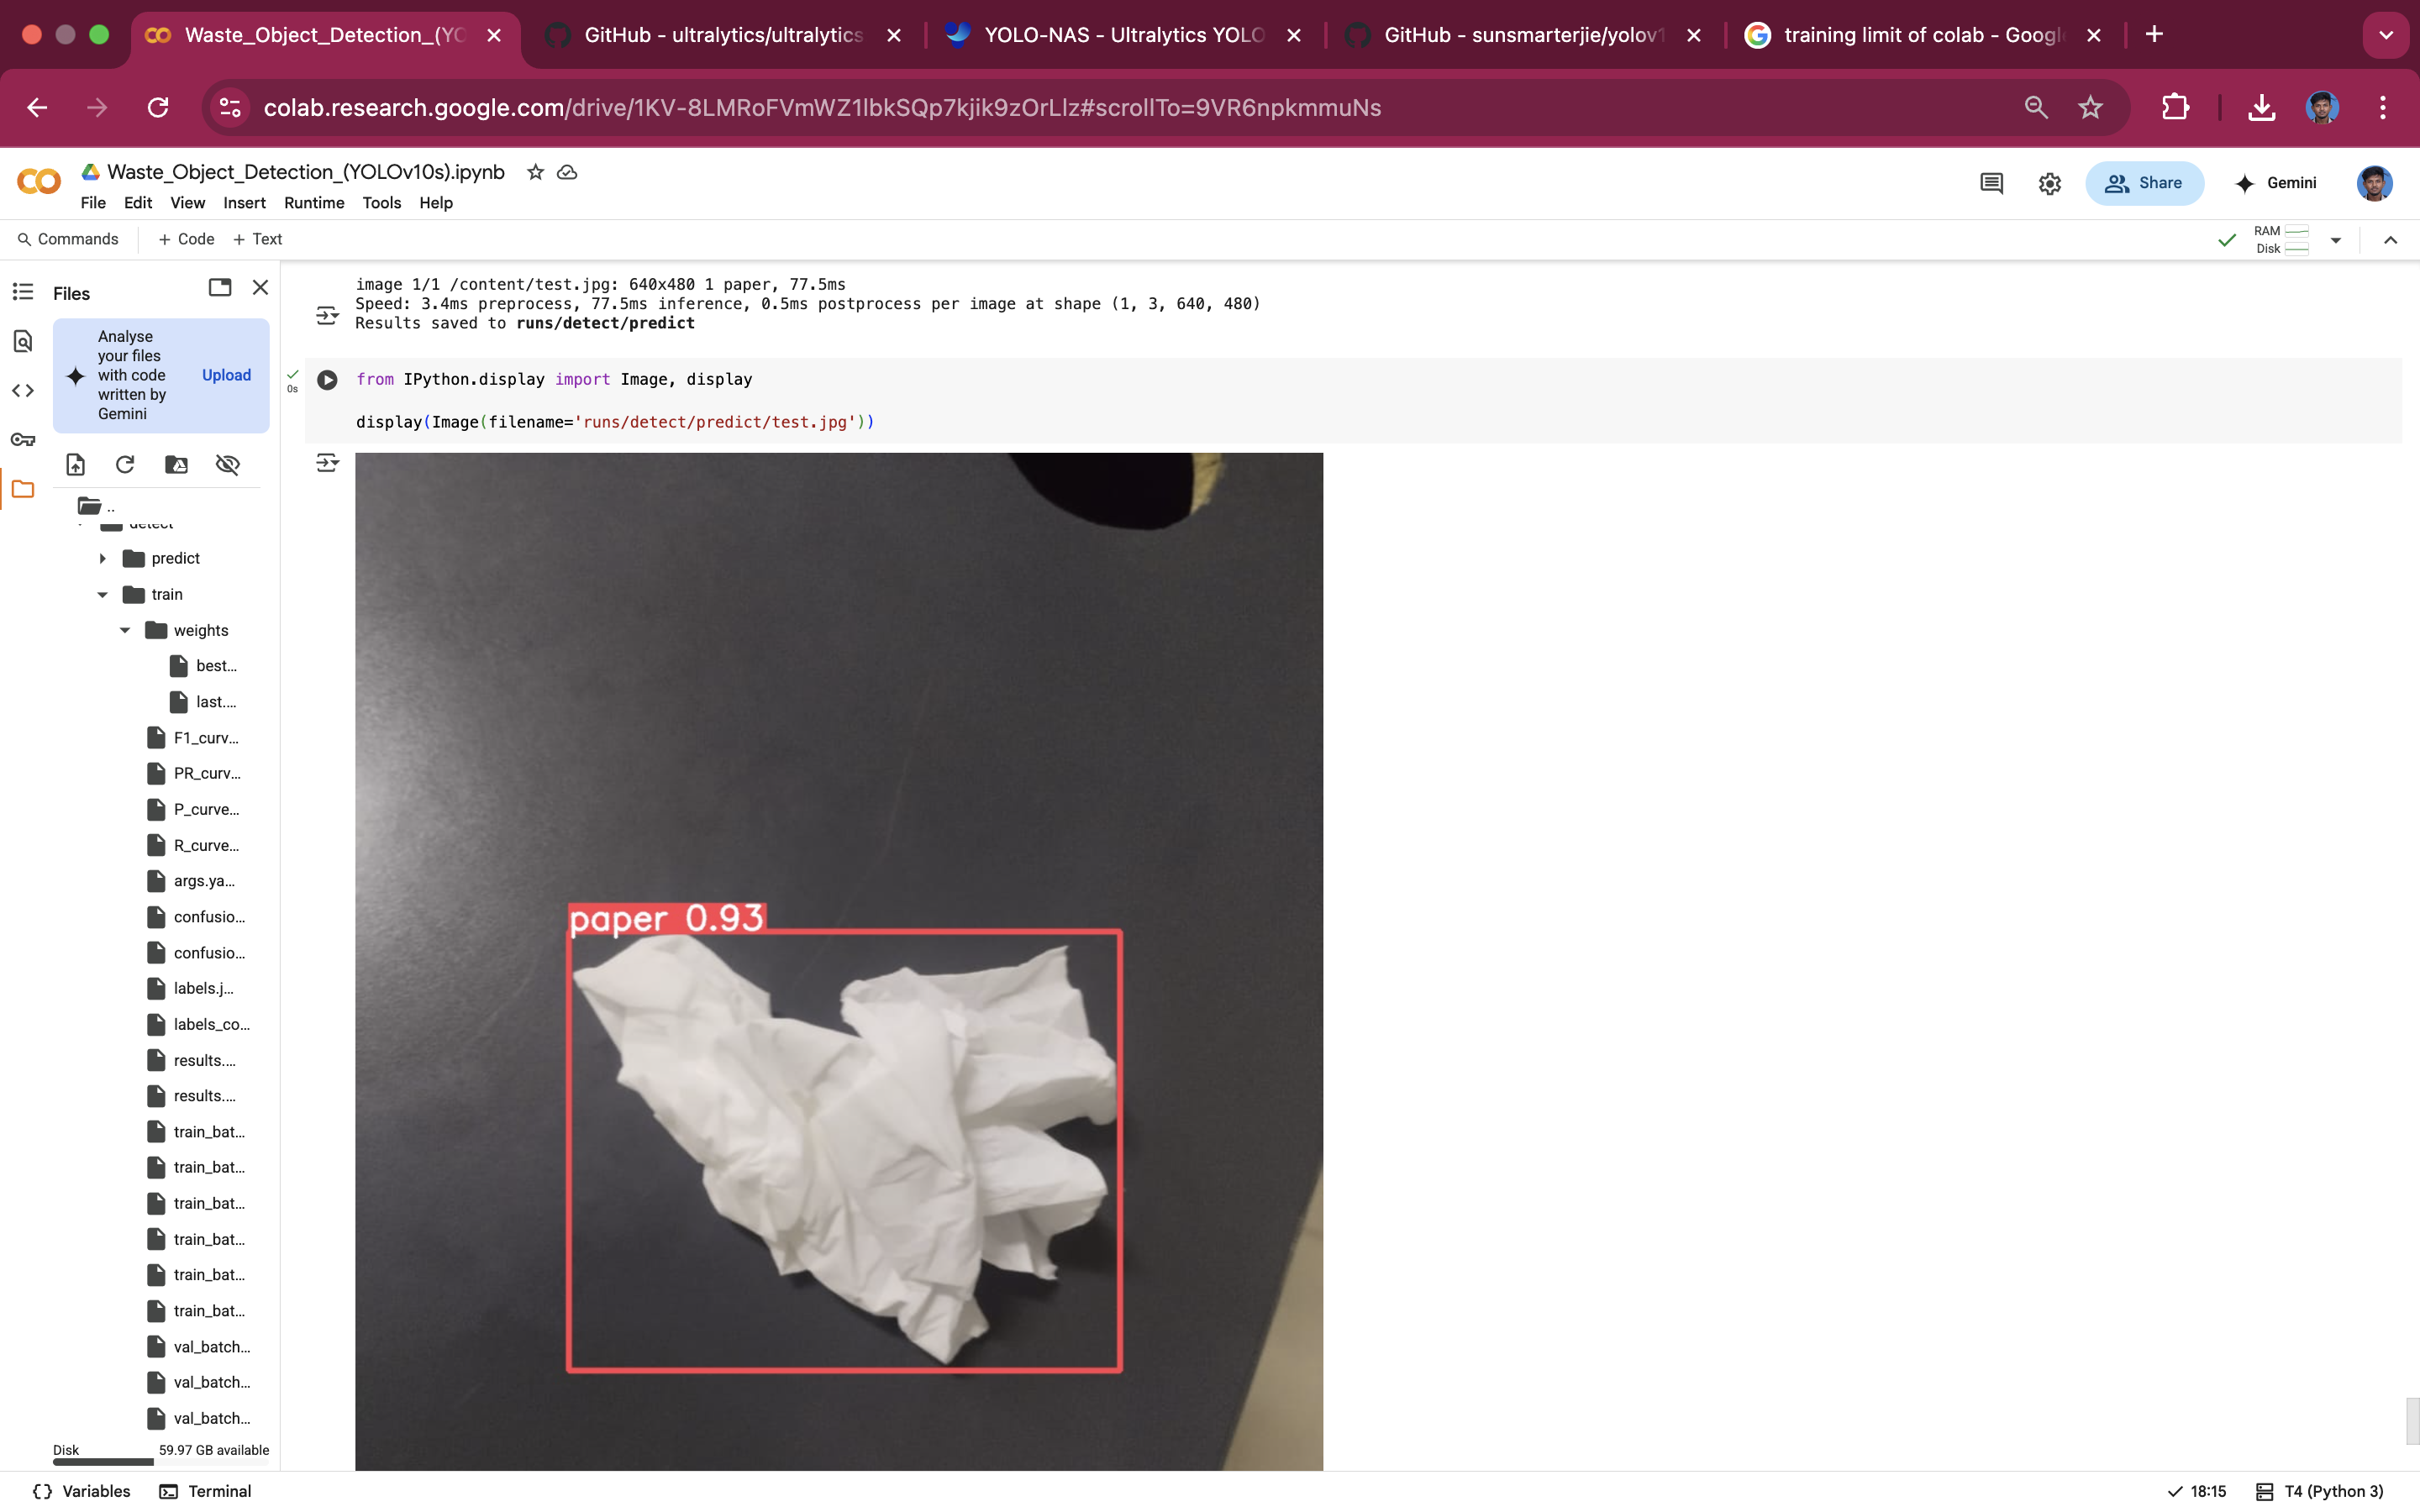 Waste_Object_Detection_(YO
GitHub - ultralytics/ultralytics
YOLO-NAS - Ultralytics YOLO
GitHub - sunsmarterjie/yolov1
training limit of colab - Googl
colab.research.google.com/drive/1KV-8LMRoFVmWZ1lbkSQp7kjik9zOrLlz#scrollTo=9VR6npkmmuNs
Waste_Object_Detection_(YOLOv10s).ipynb
File Edit View Insert Runtime Tools Help
Share
Gemini
Commands + Code + Text
RAM
Disk
Files
Analyse
your files
with code
written by
Gemini
Upload
..
detect
predict
train
weights
best...
last....
F1_curv...
PR_curv...
P_curve...
R_curve...
args.ya...
confusio...
confusio...
labels.j...
labels_co...
results....
results....
train_bat...
train_bat...
train_bat...
train_bat...
train_bat...
train_bat...
val_batch...
val_batch...
val_batch...
Disk 59.97 GB available
image 1/1 /content/test.jpg: 640x480 1 paper, 77.5ms
Speed: 3.4ms preprocess, 77.5ms inference, 0.5ms postprocess per image at shape (1, 3, 640, 480)
Results saved to runs/detect/predict
0s
from IPython.display import Image, display
display(Image(filename='runs/detect/predict/test.jpg'))
paper 0.93
Variables Terminal
18:15 T4 (Python 3)